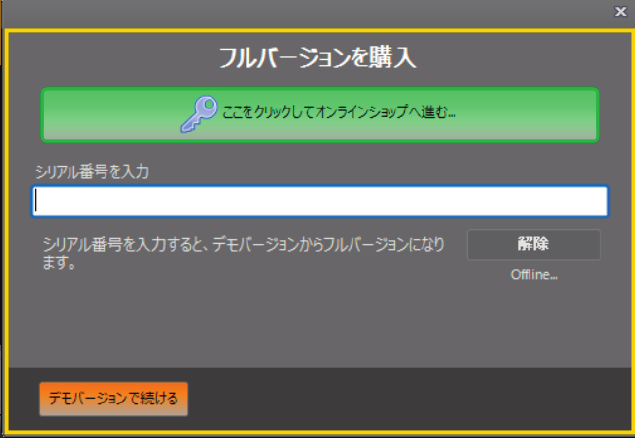 フルバージョンを購入
ここをクリックしてオンラインショップへ進む...
シリアル番号を入力
シリアル番号を入力すると、デモバージョンからフルバージョンになり
ます。
解除
Offline...
デモバージョンで続ける